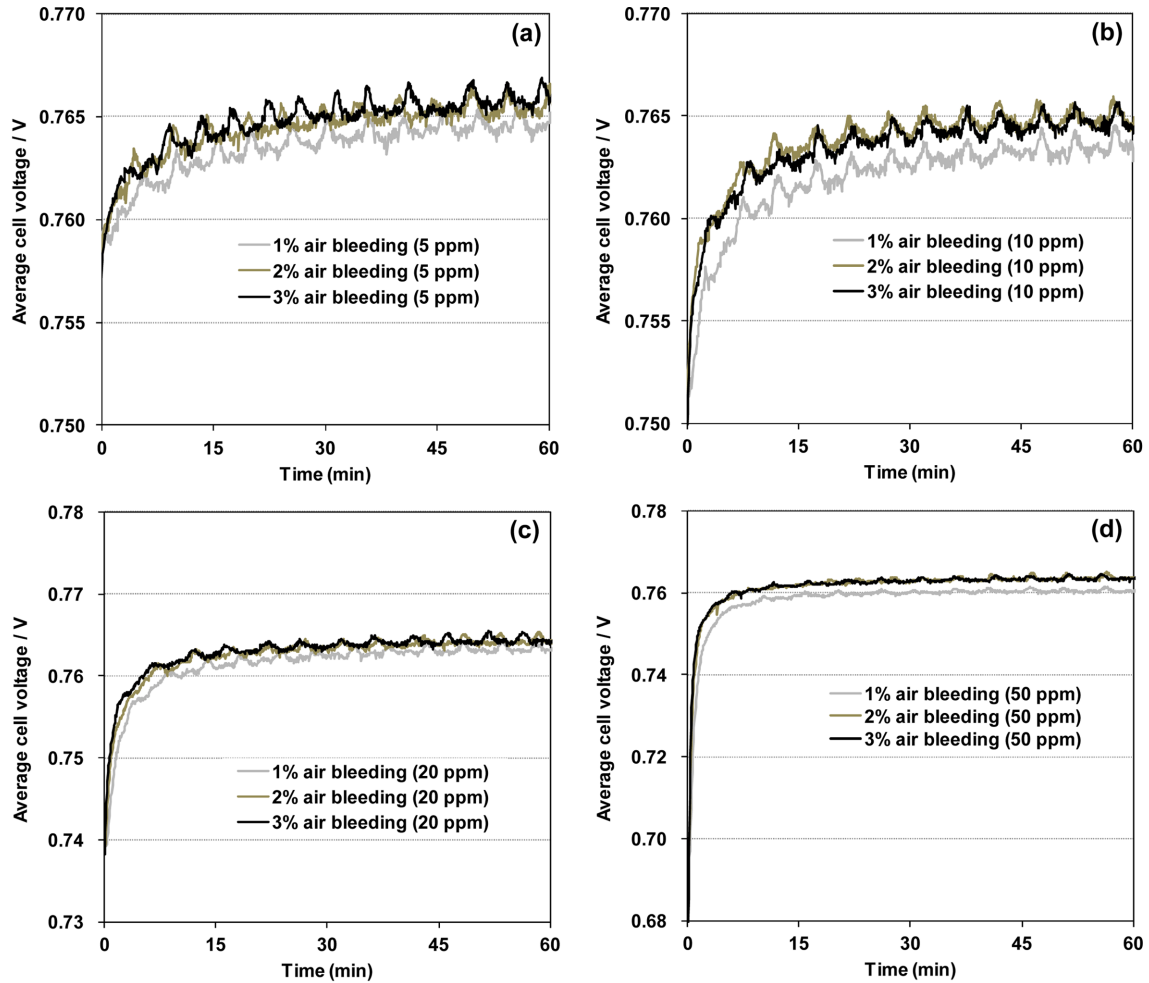 (a)
0.770
0.765
0.760
0.755
0.750
Average cell voltage / V
1% air bleeding (5 ppm)
2% air bleeding (5 ppm)
3% air bleeding (5 ppm)
0 15 30 45 60
Time (min)
(b)
0.770
0.765
0.760
0.755
0.750
Average cell voltage / V
1% air bleeding (10 ppm)
2% air bleeding (10 ppm)
3% air bleeding (10 ppm)
0 15 30 45 60
Time (min)
(c)
0.78
0.77
0.76
0.75
0.74
0.73
Average cell voltage / V
1% air bleeding (20 ppm)
2% air bleeding (20 ppm)
3% air bleeding (20 ppm)
0 15 30 45 60
Time (min)
(d)
0.78
0.76
0.74
0.72
0.70
0.68
Average cell voltage / V
1% air bleeding (50 ppm)
2% air bleeding (50 ppm)
3% air bleeding (50 ppm)
0 15 30 45 60
Time (min)